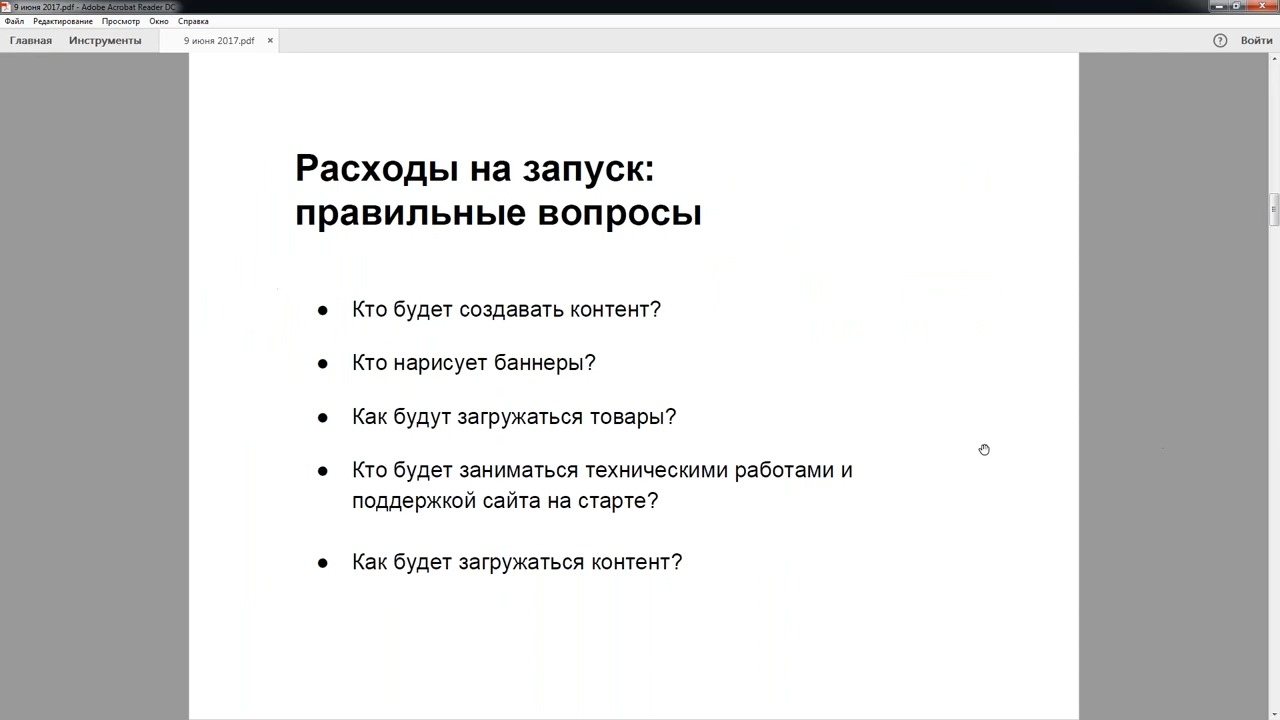 9 июня 2017.pdf - Adobe Acrobat Reader DC
Файл Редактирование Просмотр Окно Справка
Главная Инструменты 9 июня 2017.pdf × ? Войти
Расходы на запуск:
правильные вопросы
● Кто будет создавать контент?
● Кто нарисует баннеры?
● Как будут загружаться товары?
● Кто будет заниматься техническими работами и
поддержкой сайта на старте?
● Как будет загружаться контент?